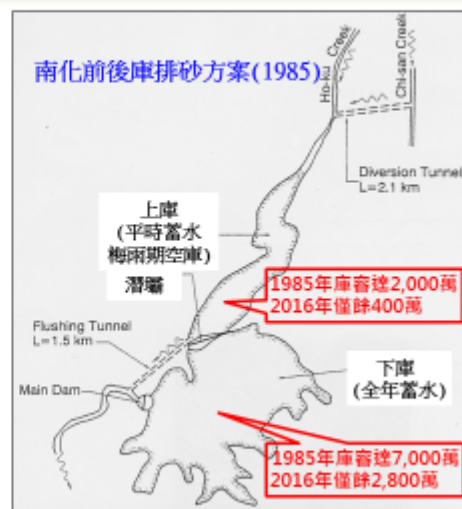 南化前後庫排砂方案(1985)
Ho-ku Creek
Chi-san Creek
Diversion Tunnel
L=2.1 km
上庫
(平時蓄水
梅雨期空庫)
潛壩
1985年庫容達2,000萬
2016年僅餘400萬
Flushing Tunnel
L=1.5 km
Main Dam
下庫
(全年蓄水)
1985年庫容達7,000萬
2016年僅餘2,800萬